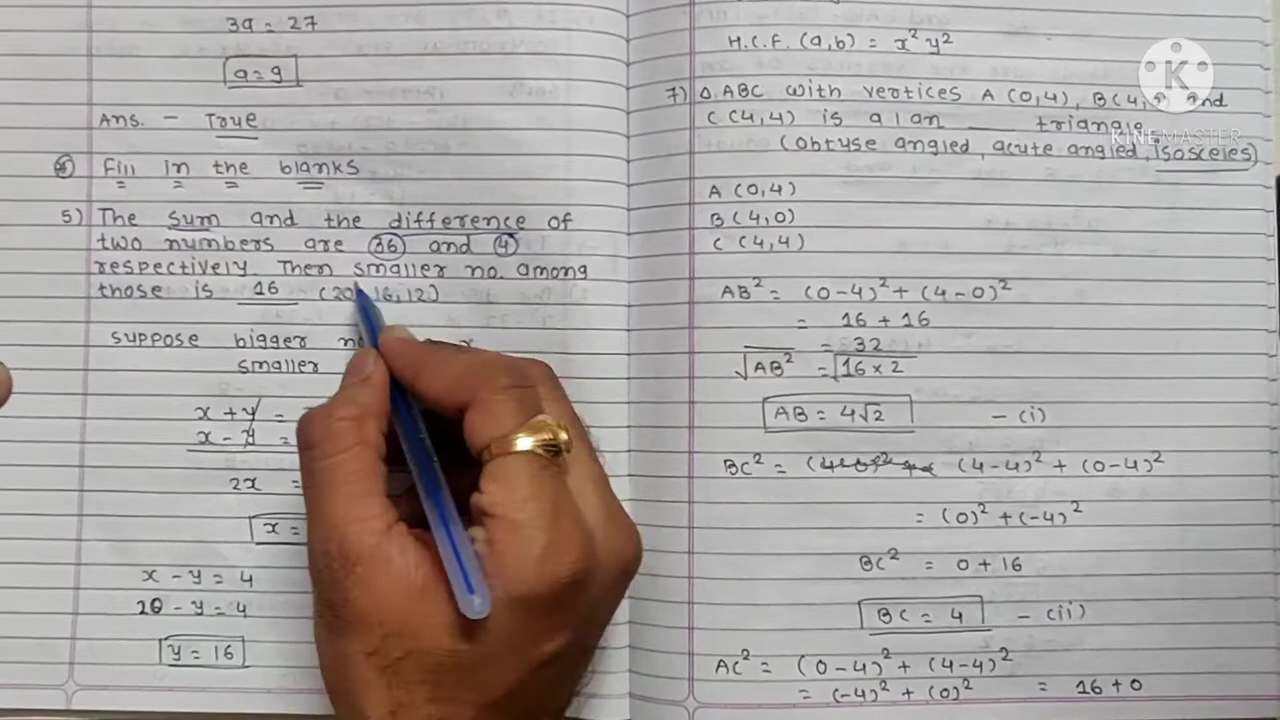 3a = 27
a = 9
Ans. - True
Fill in the blanks
5) The sum and the difference of
two numbers are 36 and 4
respectively. Then smaller no. among
those is 16 (20, 16, 12)
suppose bigger no
smaller
x + y =
x - y =
2x =
x =
x - y = 4
20 - y = 4
y = 16
H.C.F. (a,b) = x² y²
7) Δ ABC with vertices A (0,4), B(4, and
C (4,4) is a | an ___ triangle
(obtuse angled, acute angled, isosceles)
A (0,4)
B (4,0)
C (4,4)
AB² = (0-4)² + (4-0)²
= 16 + 16
= 32
√AB² = √16 × 2
AB = 4√2 - (i)
BC² = (4-4)² + (0-4)²
= (0)² + (-4)²
BC² = 0 + 16
BC = 4 - (ii)
AC² = (0-4)² + (4-4)²
= (-4)² + (0)² = 16 + 0
K
KINEMASTER